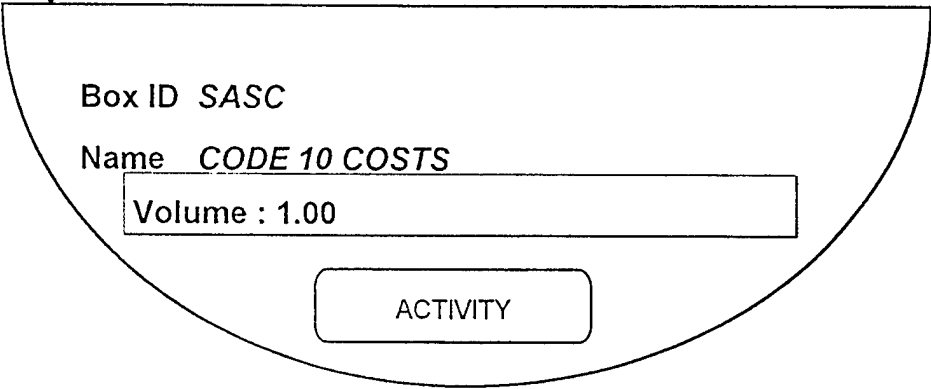 Box ID SASC
Name CODE 10 COSTS
Volume : 1.00
ACTIVITY